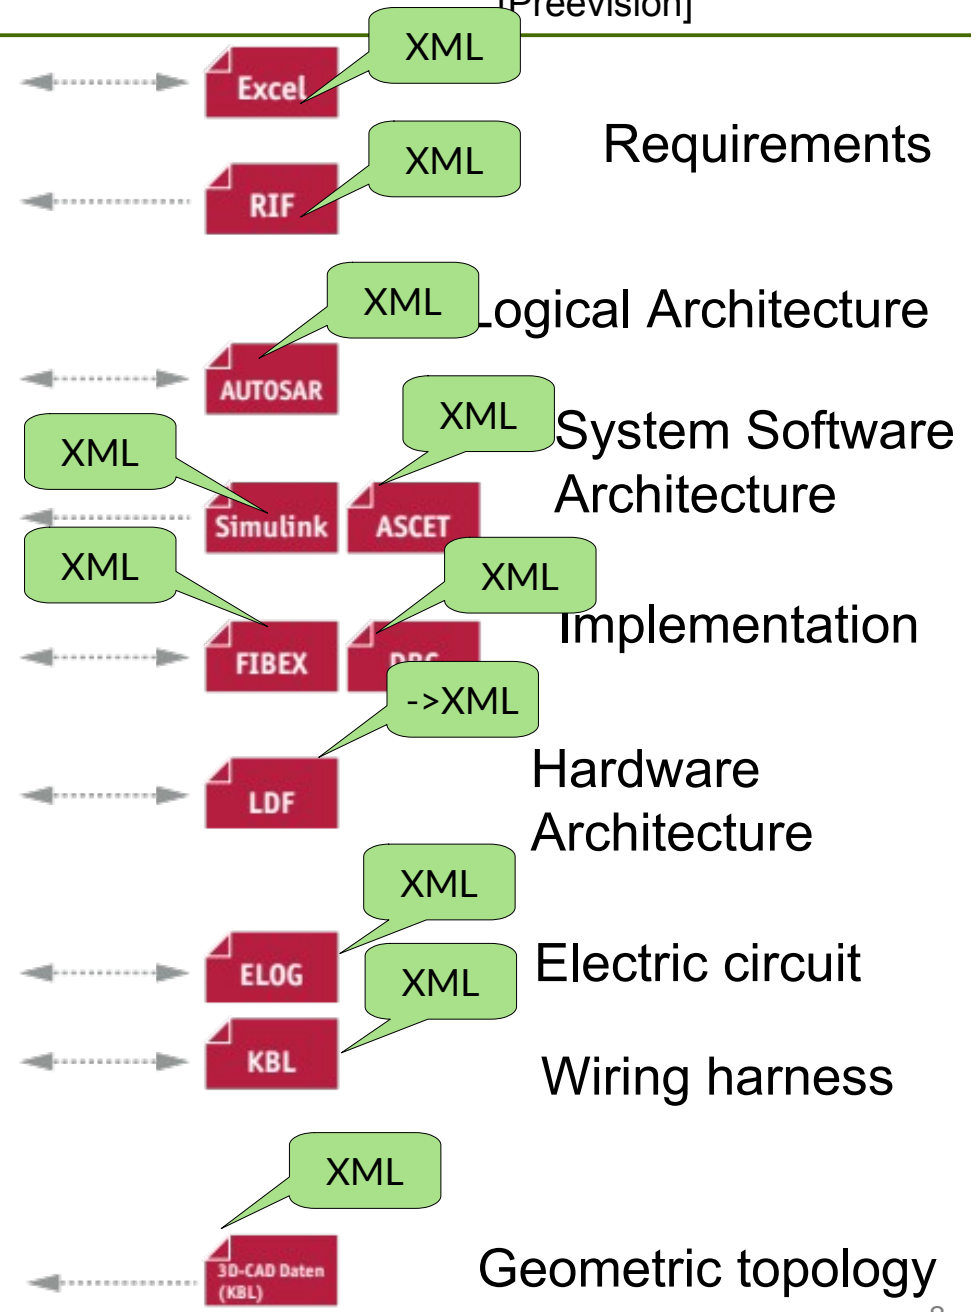 [Preevision]
XML
Excel
XML
Requirements
RIF
XML
Logical Architecture
AUTOSAR
XML
System Software
Architecture
XML
Simulink
ASCET
XML
XML
Implementation
FIBEX
DBC
->XML
Hardware
Architecture
LDF
XML
Electric circuit
ELOG
XML
KBL
Wiring harness
XML
Geometric topology
3D-CAD Daten
(KBL)